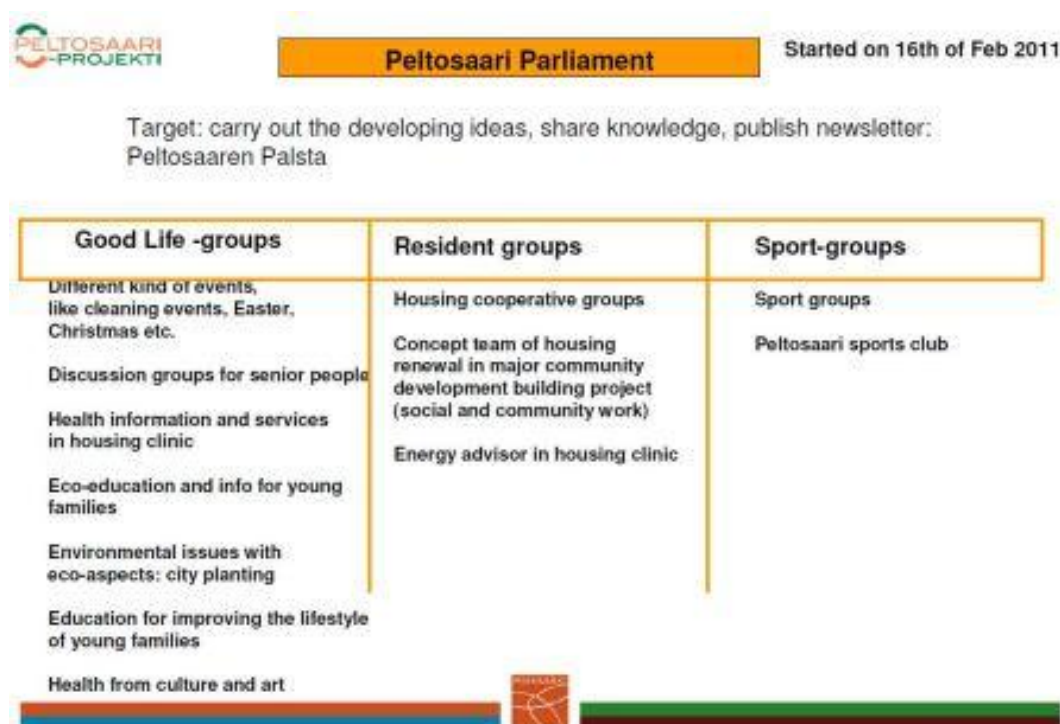 PELTOSAARI
-PROJEKTI
Peltosaari Parliament
Started on 16th of Feb 2011
Target: carry out the developing ideas, share knowledge, publish newsletter:
Peltosaaren Palsta
Good Life -groups
Different kind of events,
like cleaning events, Easter,
Christmas etc.
Discussion groups for senior people
Health information and services
in housing clinic
Eco-education and info for young
families
Environmental issues with
eco-aspects: city planting
Education for improving the lifestyle
of young families
Health from culture and art
Resident groups
Housing cooperative groups
Concept team of housing
renewal in major community
development building project
(social and community work)
Energy advisor in housing clinic
Sport-groups
Sport groups
Peltosaari sports club